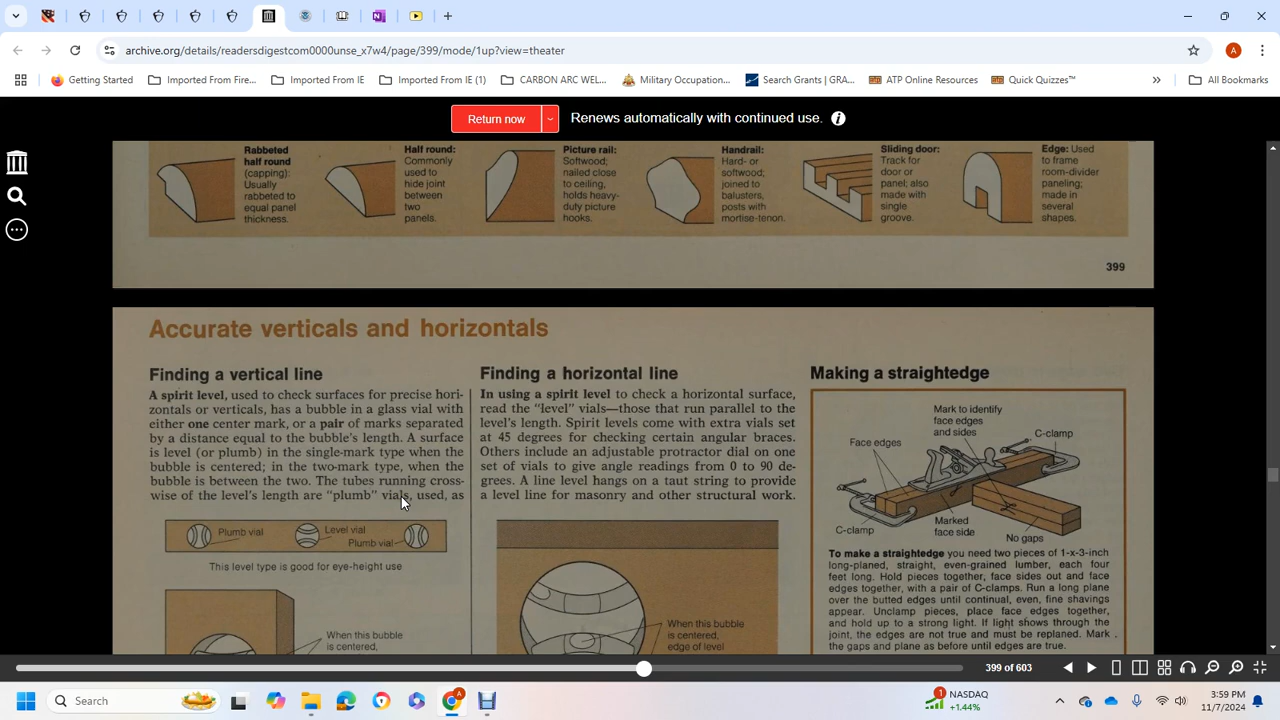 archive.org/details/readersdigestcom0000unse_x7w4/page/399/mode/1up?view=theater
A
Getting Started
Imported From Fire...
Imported From IE
Imported From IE (1)
CARBON ARC WEL...
Military Occupation...
Search Grants | GRA...
ATP Online Resources
Quick Quizzes™
All Bookmarks
Return now
Renews automatically with continued use.
Rabbeted
half round
(capping):
Usually
rabbeted to
equal panel
thickness.
Half round:
Commonly
used to
hide joint
between
two
panels.
Picture rail:
Softwood;
nailed close
to ceiling,
holds heavy-
duty picture
hooks.
Handrail:
Hard- or
softwood;
joined to
balusters,
posts with
mortise-tenon.
Sliding door:
Track for
door or
panel; also
made with
single
groove.
Edge: Used
to frame
room-divider
paneling;
made in
several
shapes.
399
Accurate verticals and horizontals
Finding a vertical line
A spirit level, used to check surfaces for precise hori-
zontals or verticals, has a bubble in a glass vial with
either one center mark, or a pair of marks separated
by a distance equal to the bubble's length. A surface
is level (or plumb) in the single-mark type when the
bubble is centered; in the two-mark type, when the
bubble is between the two. The tubes running cross-
wise of the level's length are "plumb" vials, used, as
Plumb vial
Level vial
Plumb vial
This level type is good for eye-height use
When this bubble
is centered,
Finding a horizontal line
In using a spirit level to check a horizontal surface,
read the "level" vials—those that run parallel to the
level's length. Spirit levels come with extra vials set
at 45 degrees for checking certain angular braces.
Others include an adjustable protractor dial on one
set of vials to give angle readings from 0 to 90 de-
grees. A line level hangs on a taut string to provide
a level line for masonry and other structural work.
When this bubble
is centered,
edge of level
Making a straightedge
Mark to identify
face edges
and sides
Face edges
C-clamp
C-clamp
Marked
face side
No gaps
To make a straightedge you need two pieces of 1-x-3-inch
long-planed, straight, even-grained lumber, each four
feet long. Hold pieces together, face sides out and face
edges together, with a pair of C-clamps. Run a long plane
over the butted edges until continual, even, fine shavings
appear. Unclamp pieces, place face edges together,
and hold up to a strong light. If light shows through the
joint, the edges are not true and must be replaned. Mark
the gaps and plane as before until edges are true.
399 of 603
Search
1
NASDAQ
+1.44%
3:59 PM
11/7/2024